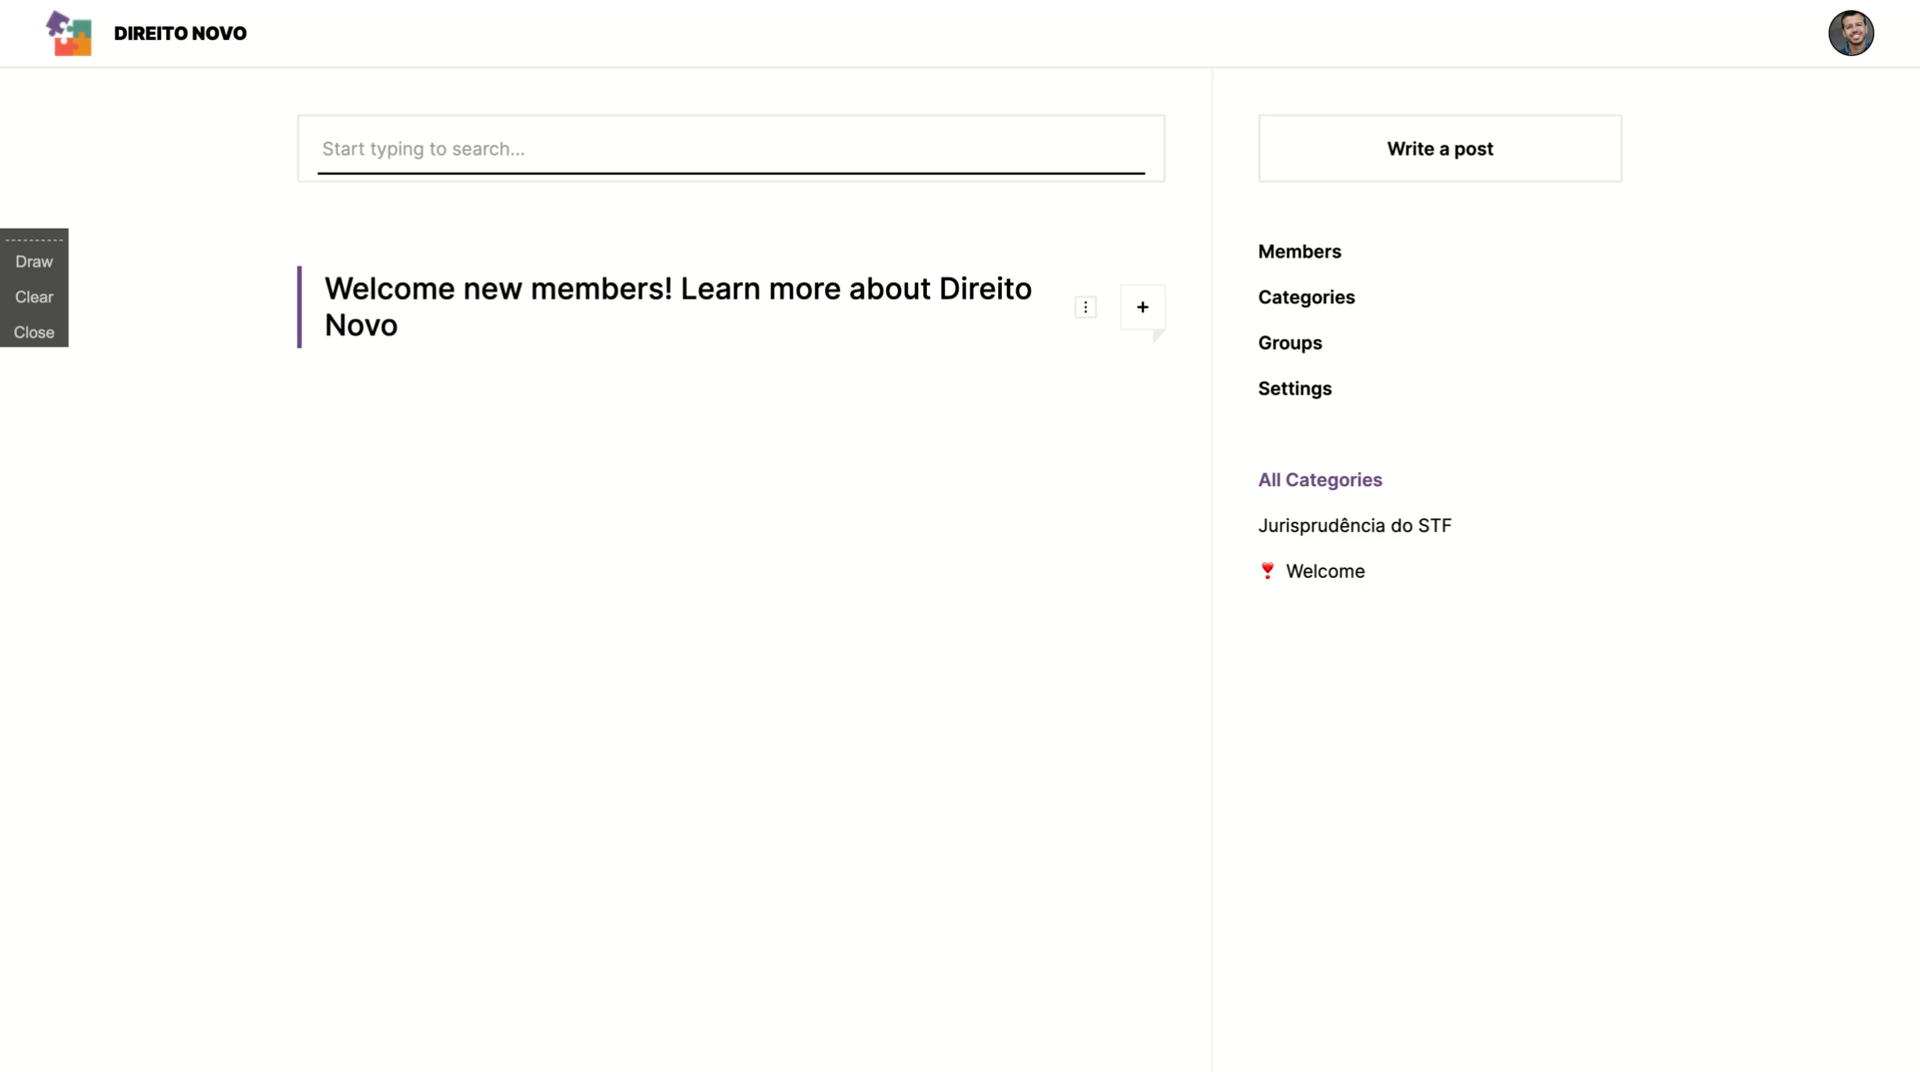 DIREITO NOVO
Start typing to search...
Write a post
Draw
Clear
Close
Welcome new members! Learn more about Direito
Novo
+
Members
Categories
Groups
Settings
All Categories
Jurisprudência do STF
Welcome